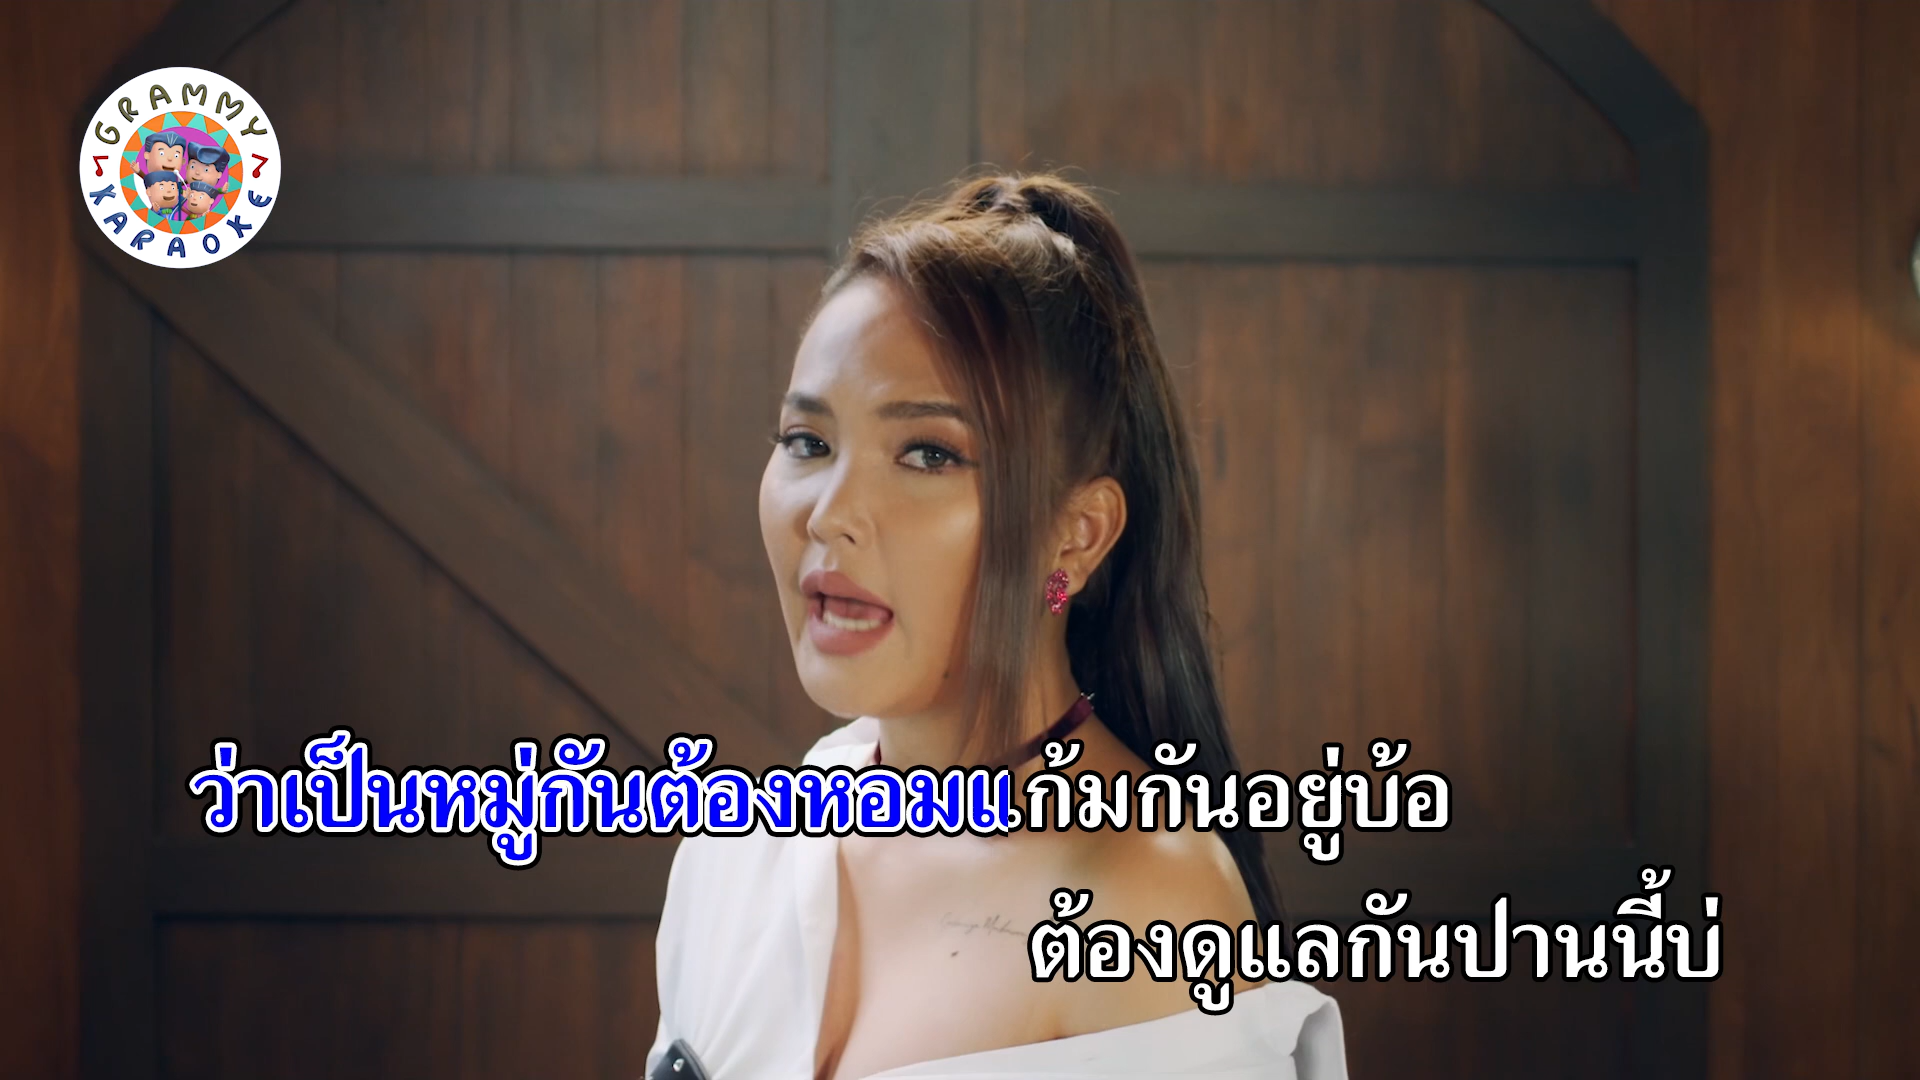 GRAMMY
KARAOKE
ว่าเป็นหมู่กันต้องหอมแก้มกันอยู่บ้อ
ต้องดูแลกันปานนี้บ่